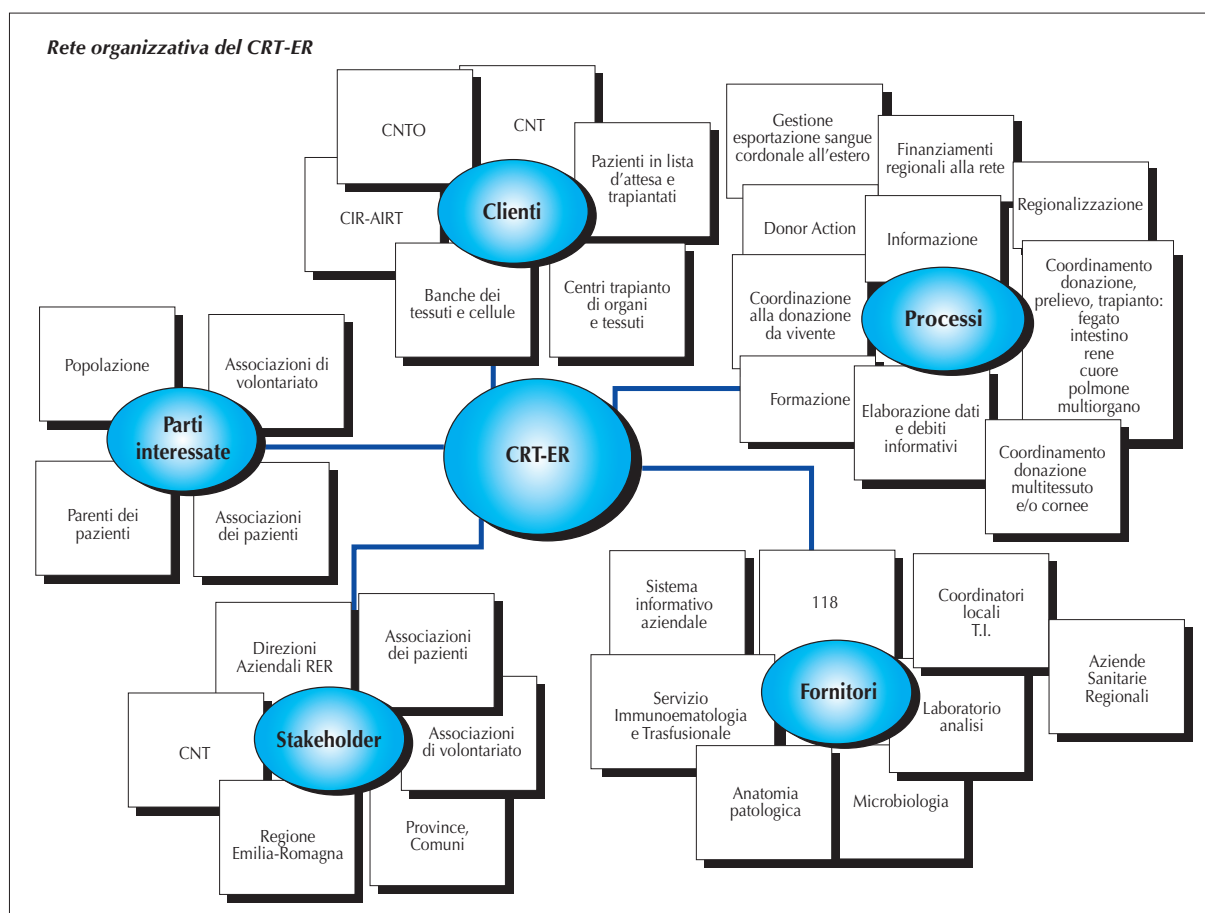 Rete organizzativa del CRT-ER
CNTO
CNT
Pazienti in lista
d'attesa e
trapiantati
CIR-AIRT
Clienti
Banche dei
tessuti e cellule
Centri trapianto
di organi
e tessuti
Gestione
esportazione sangue
cordonale all'estero
Finanziamenti
regionali alla rete
Regionalizzazione
Donor Action
Informazione
Coordinazione
alla donazione
da vivente
Processi
Coordinamento
donazione,
prelievo, trapianto:
fegato
intestino
rene
cuore
polmone
multiorgano
Formazione
Elaborazione dati
e debiti
informativi
Coordinamento
donazione
multitessuto
e/o cornee
Popolazione
Associazioni di
volontariato
Parti
interessate
Parenti dei
pazienti
Associazioni
dei pazienti
CRT-ER
Direzioni
Aziendali RER
Associazioni
dei pazienti
CNT
Stakeholder
Associazioni
di volontariato
Regione
Emilia-Romagna
Province,
Comuni
Sistema
informativo
aziendale
118
Coordinatori
locali
T.I.
Aziende
Sanitarie
Regionali
Servizio
Immunoematologia
e Trasfusionale
Fornitori
Laboratorio
analisi
Anatomia
patologica
Microbiologia